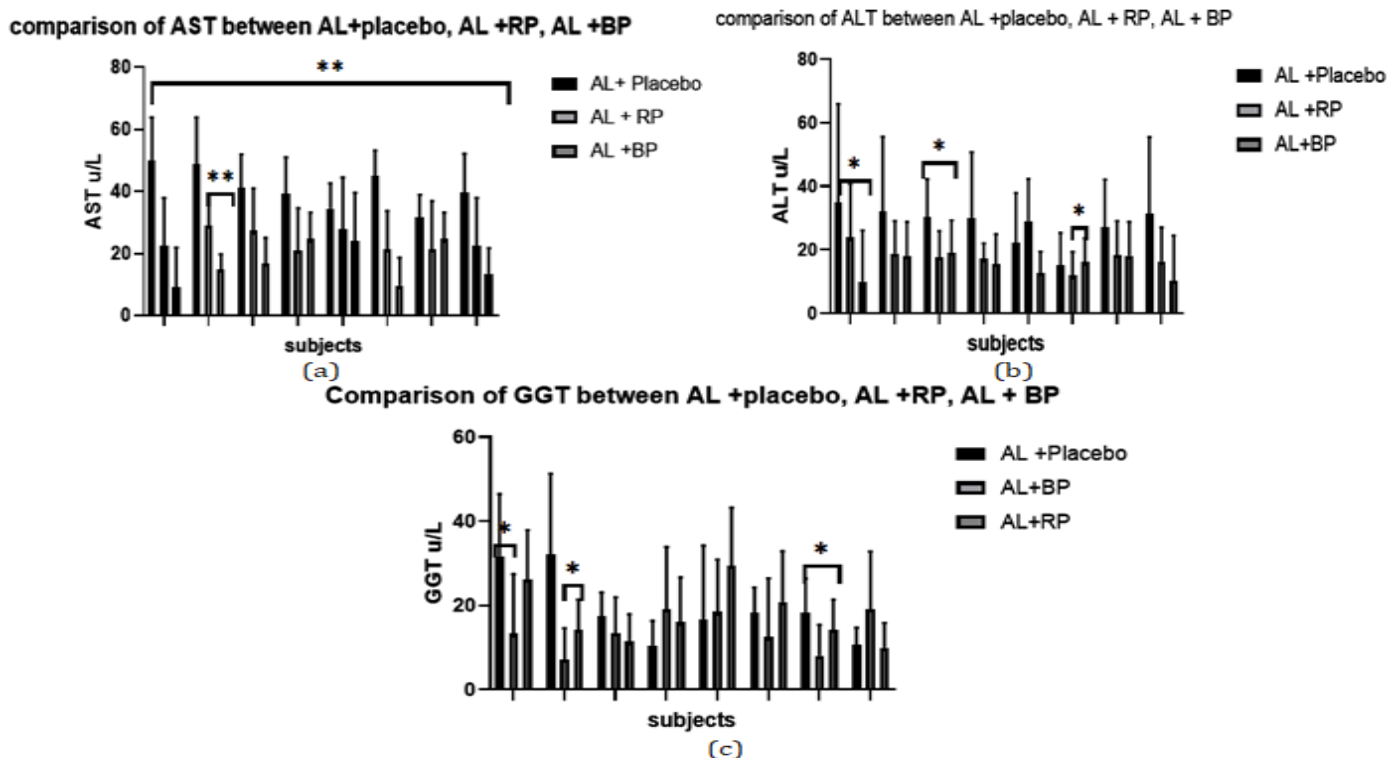 comparison of AST between AL+placebo, AL +RP, AL +BP
80
60
40
20
0
AST u/L
**
**
AL+ Placebo
AL + RP
AL +BP
subjects
(a)
comparison of ALT between AL +placebo, AL + RP, AL + BP
80
60
40
20
0
ALT u/L
*
*
*
AL +Placebo
AL +RP
AL+BP
subjects
(b)
Comparison of GGT between AL +placebo, AL +RP, AL + BP
60
40
20
0
GGT u/L
*
*
*
AL +Placebo
AL+BP
AL+RP
subjects
(c)